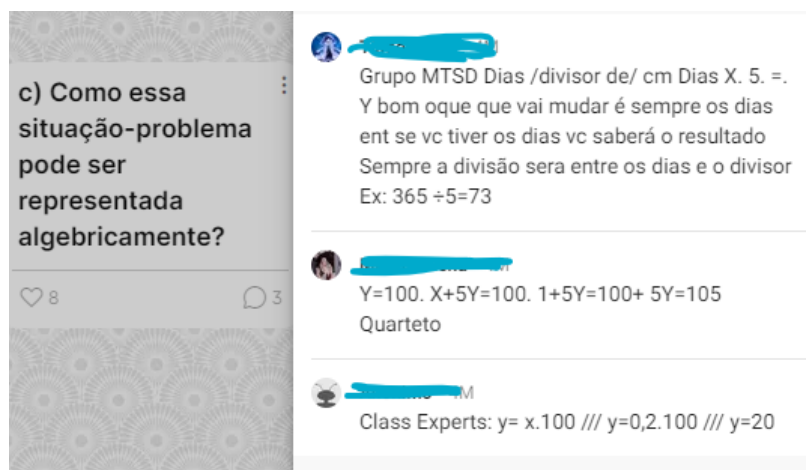 c) Como essa
situação-problema
pode ser
representada
algebricamente?
8
3
Grupo MTSD Dias /divisor de/ cm Dias X. 5. =.
Y bom oque que vai mudar é sempre os dias
ent se vc tiver os dias vc saberá o resultado
Sempre a divisão sera entre os dias e o divisor
Ex: 365 ÷5=73
Y=100. X+5Y=100. 1+5Y=100+ 5Y=105
Quarteto
M
Class Experts: y= x.100 /// y=0,2.100 /// y=20